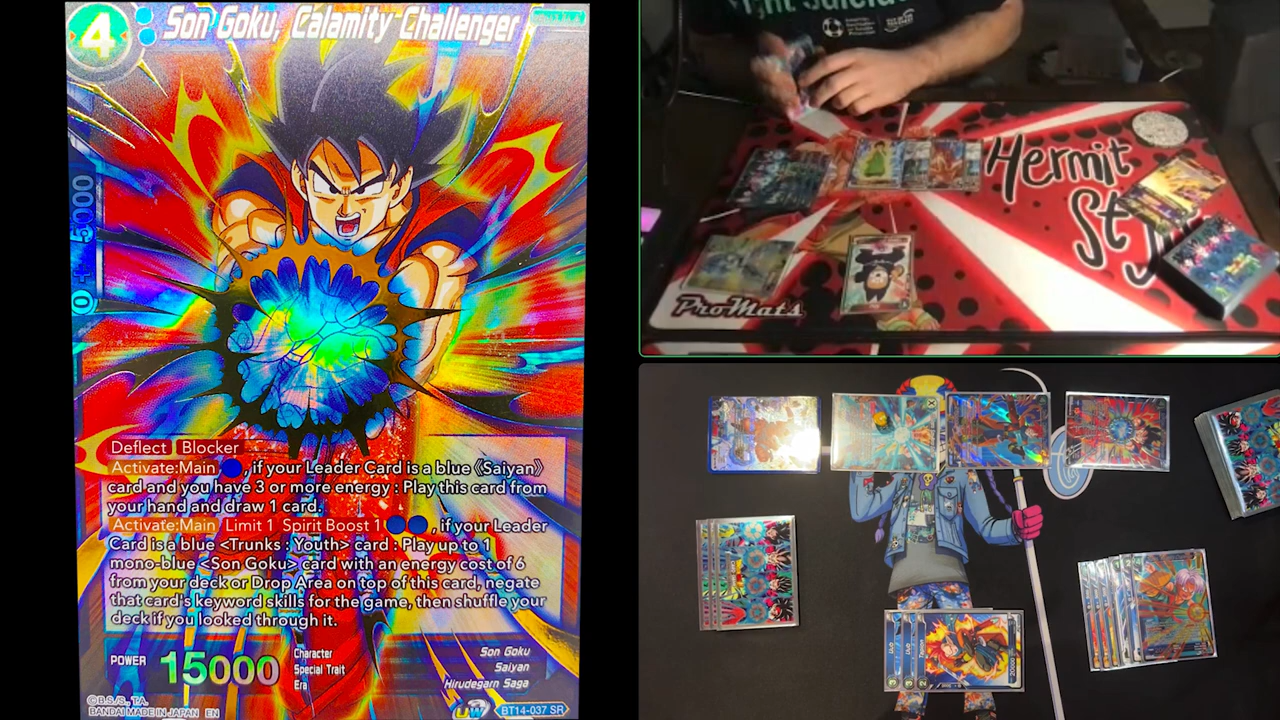 4
Son Goku, Calamity Challenger
5000
Deflect Blocker
Activate:Main , if your Leader Card is a blue 《Saiyan》
card and you have 3 or more energy : Play this card from
your hand and draw 1 card.
Activate:Main Limit 1 Spirit Boost 1 , if your Leader
Card is a blue <Trunks : Youth> card : Play up to 1
mono-blue <Son Goku> card with an energy cost of 6
from your deck or Drop Area on top of this card, negate
that card's keyword skills for the game, then shuffle your
deck if you looked through it.
POWER 15000
Character Son Goku
Special Trait Saiyan
Era Hirudegarn Saga
©B.S./S., T.A.
BANDAI MADE IN JAPAN EN
BT14-037 SR
Hermit
ProMats
20000